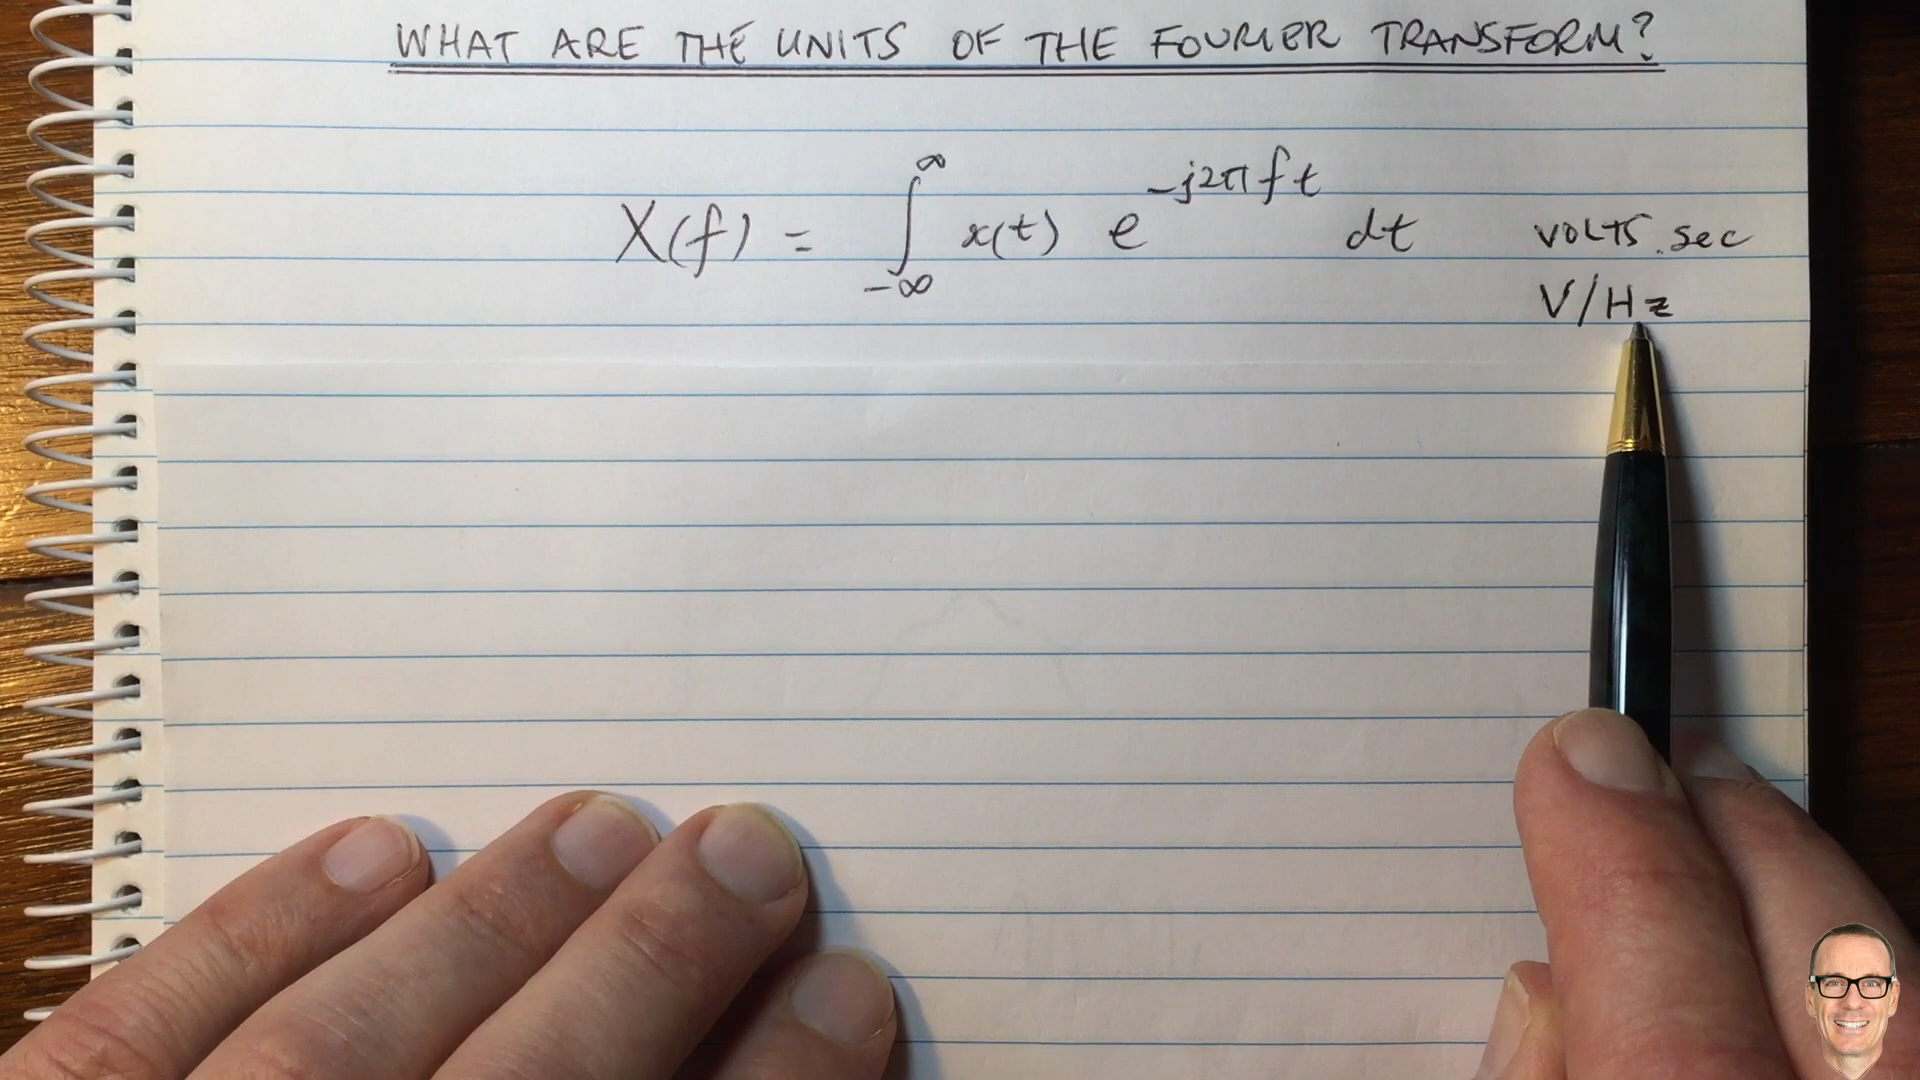 WHAT ARE THE UNITS OF THE FOURIER TRANSFORM?
X(f) = ∫_{-∞}^{∞} x(t) e^{-j2πft} dt VOLTS.sec
V/Hz